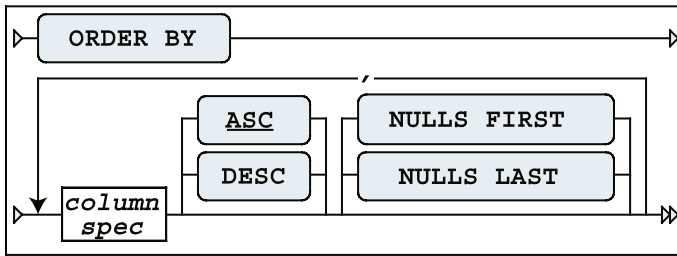 ORDER BY
,
ASC
NULLS FIRST
DESC
NULLS LAST
column
spec